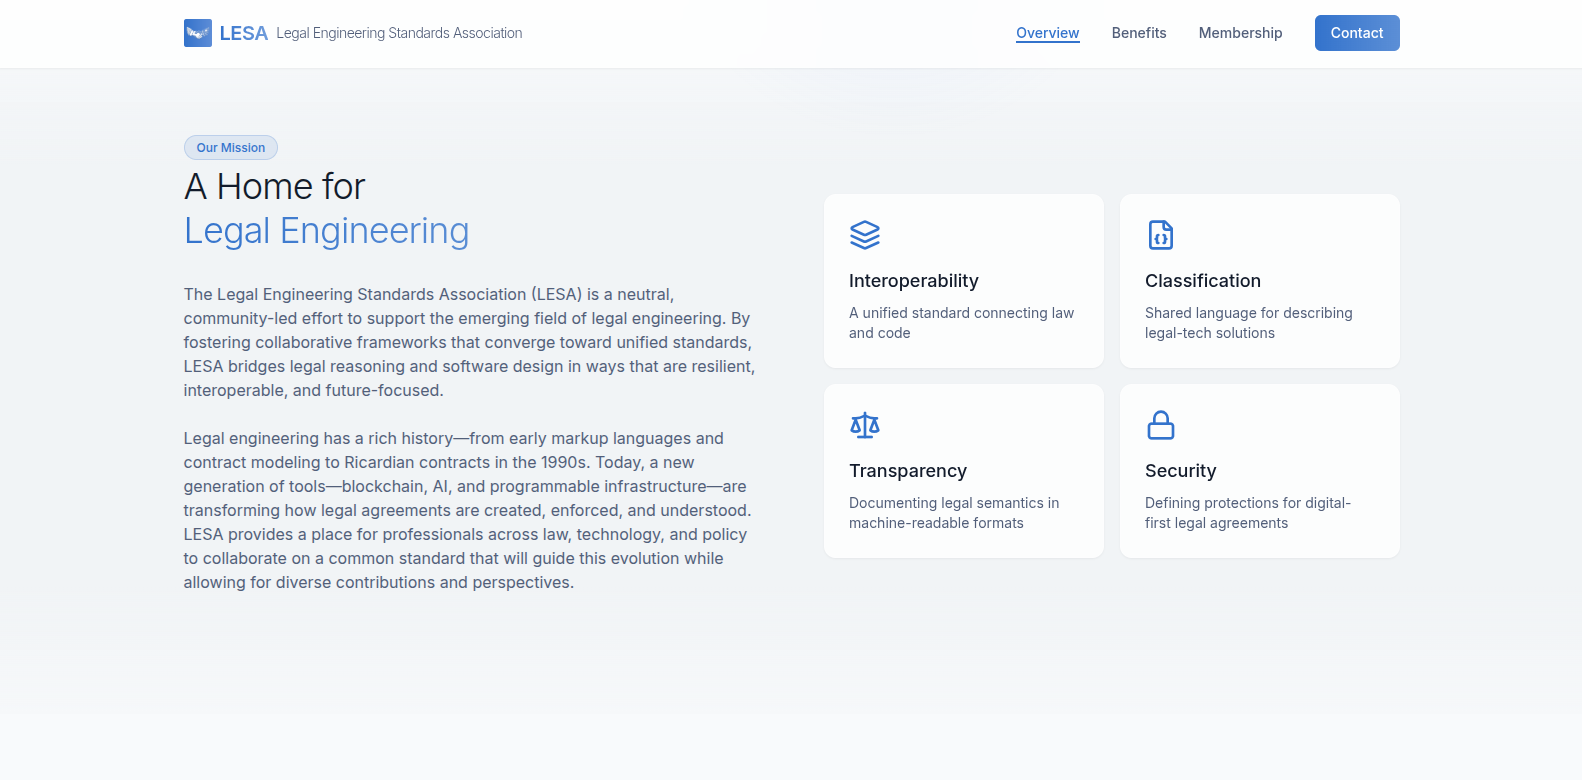 LESA Legal Engineering Standards Association
Overview
Benefits
Membership
Contact
Our Mission
A Home for
Legal Engineering
The Legal Engineering Standards Association (LESA) is a neutral,
community-led effort to support the emerging field of legal engineering. By
fostering collaborative frameworks that converge toward unified standards,
LESA bridges legal reasoning and software design in ways that are resilient,
interoperable, and future-focused.
Legal engineering has a rich history—from early markup languages and
contract modeling to Ricardian contracts in the 1990s. Today, a new
generation of tools—blockchain, AI, and programmable infrastructure—are
transforming how legal agreements are created, enforced, and understood.
LESA provides a place for professionals across law, technology, and policy
to collaborate on a common standard that will guide this evolution while
allowing for diverse contributions and perspectives.
Interoperability
A unified standard connecting law
and code
Classification
Shared language for describing
legal-tech solutions
Transparency
Documenting legal semantics in
machine-readable formats
Security
Defining protections for digital-
first legal agreements